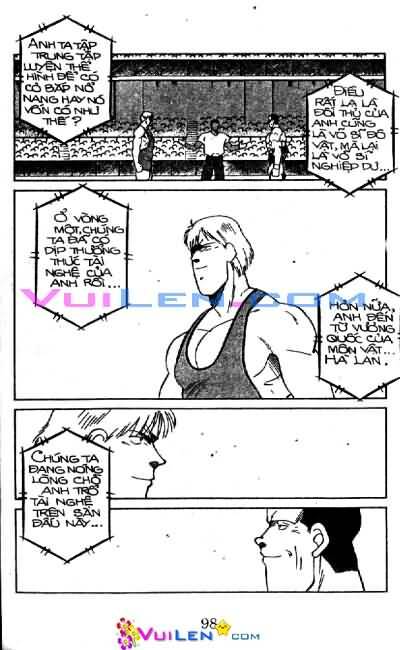 ANH TA TẬP
TRUNG TẬP
LUYỆN THỂ
HÌNH ĐỂ CÓ
CƠ BẮP NỞ
NANG HAY NÓ
VỐN CÓ NHƯ
THẾ ?
ĐIỀU
RẤT LẠ LÀ
ĐỐI THỦ CỦA
ANH CŨNG
LÀ VÕ SĨ ĐÔ
VẬT, MÀ LẠI
LÀ VÕ SĨ
NGHIỆP DƯ...
Ở VÒNG
MỘT, CHÚNG
TA ĐÃ CÓ
DỊP THƯỞNG
THỨC TÀI
NGHỆ CỦA
ANH RỒI...
HƠN NỮA,
ANH ĐẾN
TỪ VƯƠNG
QUỐC CỦA
MÔN VẬT...
HÀ LAN.
VUILEN.COM
CHÚNG TA
ĐANG NÓNG
LÒNG CHỜ
ANH TRỔ
TÀI NGHỆ
TRÊN SÀN
ĐẤU NÀY...
98
VUILEN.COM